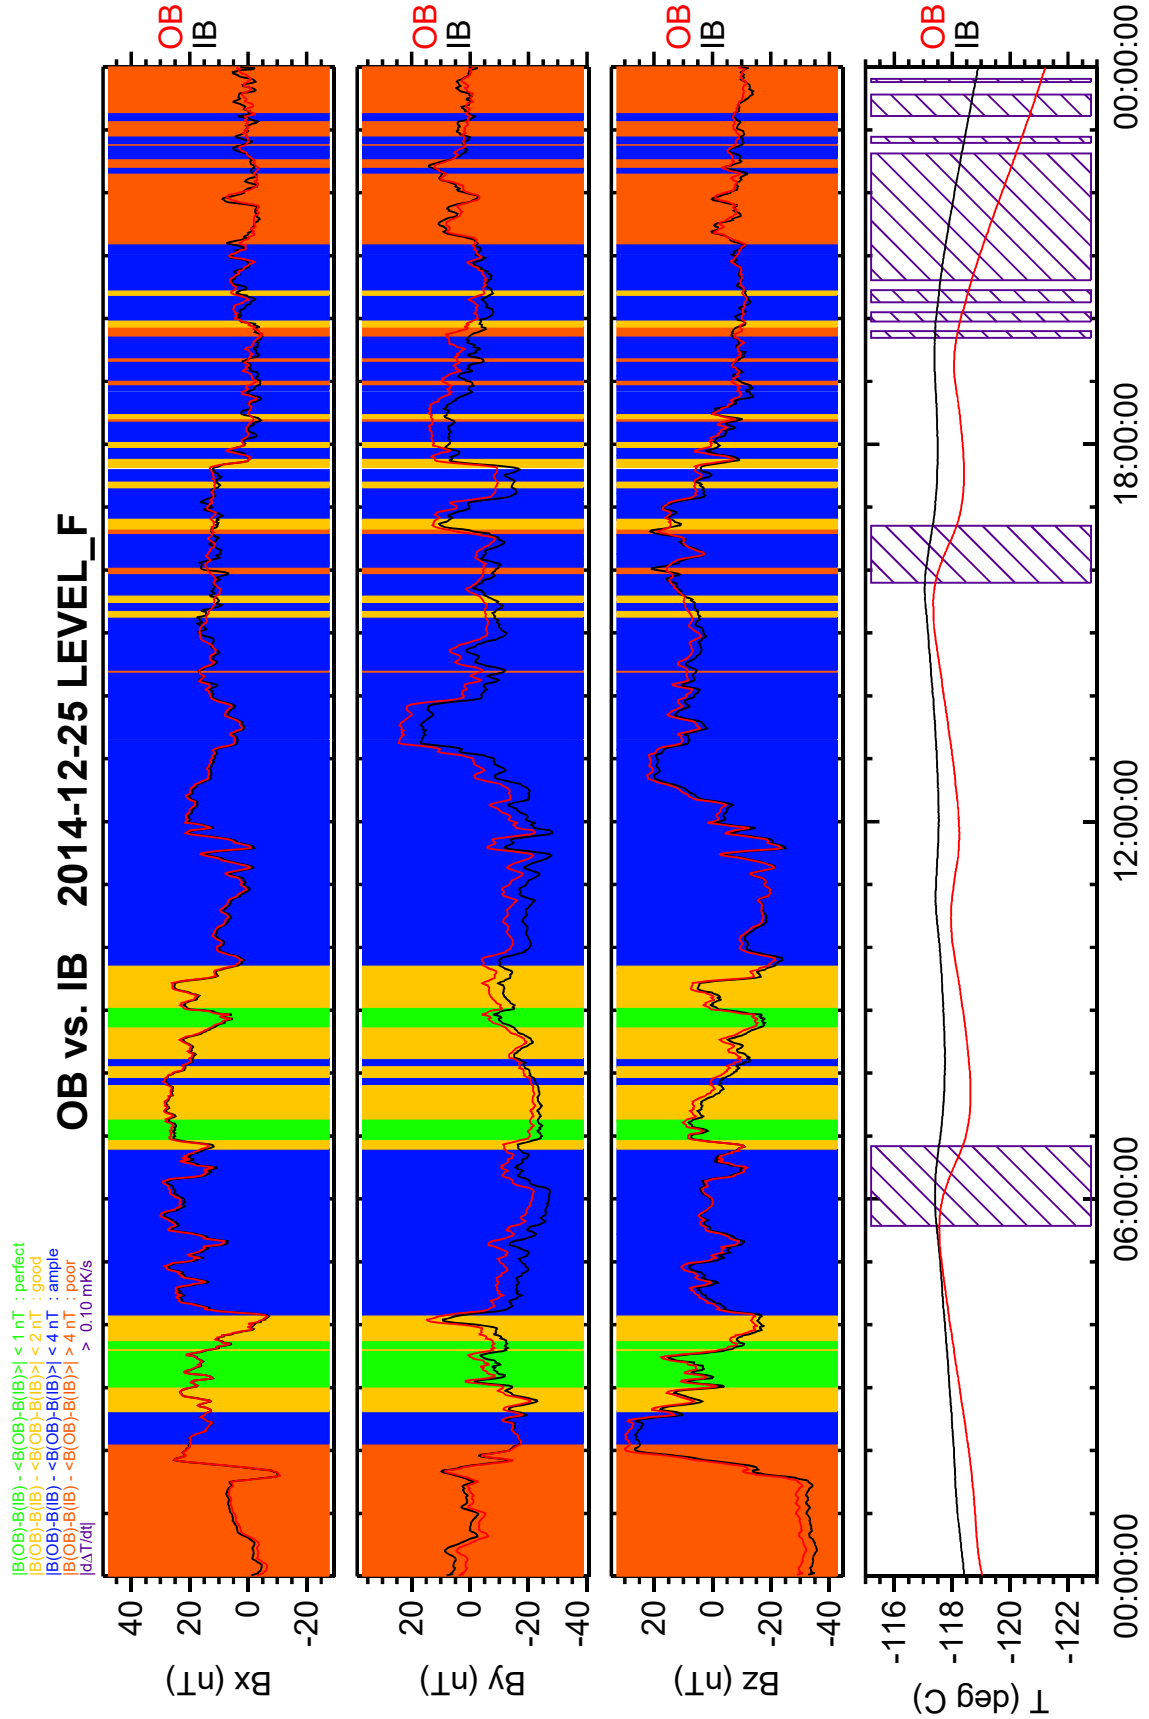 OB vs. IB 2014-12-25 LEVEL_F
|B(OB)-B(IB) - <B(OB)-B(IB)>| < 1 nT : perfect
|B(OB)-B(IB) - <B(OB)-B(IB)>| < 2 nT : good
|B(OB)-B(IB) - <B(OB)-B(IB)>| < 4 nT : ample
|B(OB)-B(IB) - <B(OB)-B(IB)>| > 4 nT : poor
|dΔT/dt| > 0.10 mK/s
Bx (nT)
40
20
0
-20
OB
IB
By (nT)
20
0
-20
-40
OB
IB
Bz (nT)
20
0
-20
-40
OB
IB
T (deg C)
-116
-118
-120
-122
OB
IB
00:00:00
06:00:00
12:00:00
18:00:00
00:00:00